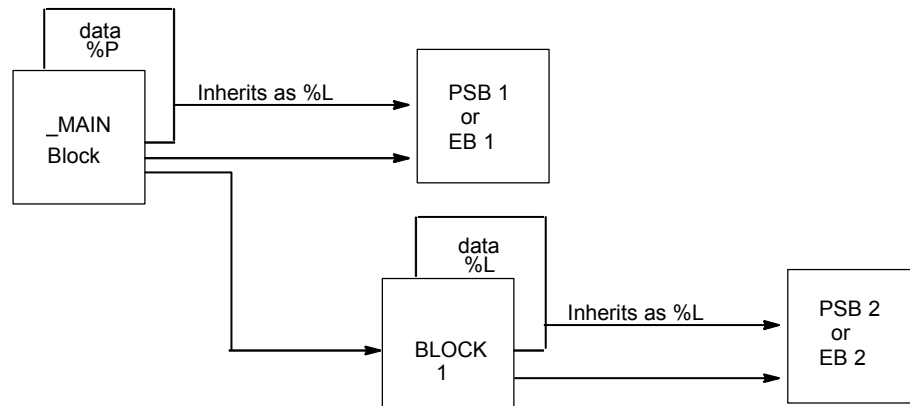 data
%P
_MAIN
Block
Inherits as %L
PSB 1
or
EB 1
data
%L
BLOCK
1
Inherits as %L
PSB 2
or
EB 2